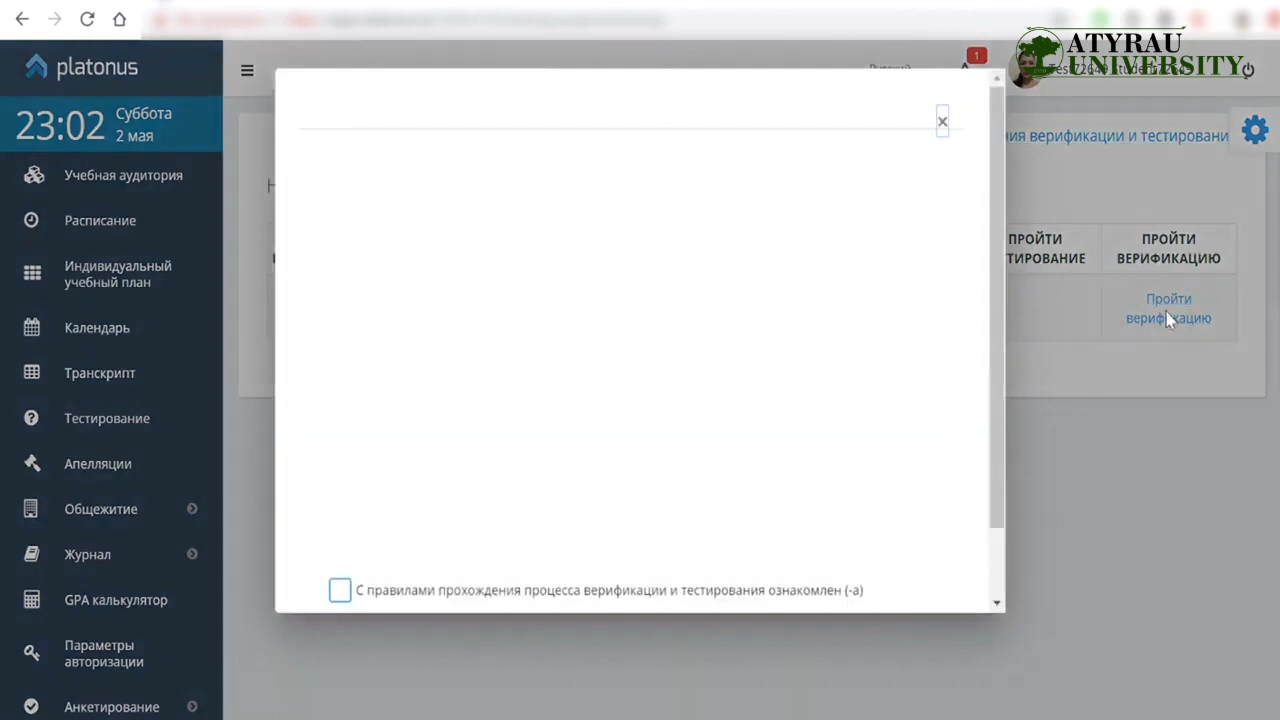 platonus
23:02
Суббота
2 мая
Учебная аудитория
Расписание
Индивидуальный
учебный план
Календарь
Транскрипт
Тестирование
Апелляции
Общежитие
Журнал
GPA калькулятор
Параметры
авторизации
Анкетирование
1
ATYRAU
UNIVERSITY
верификации и тестировани
ПРОЙТИ
ТИРОВАНИЕ
ПРОЙТИ
ВЕРИФИКАЦИЮ
Пройти
верификацию
С правилами прохождения процесса верификации и тестирования ознакомлен (-а)